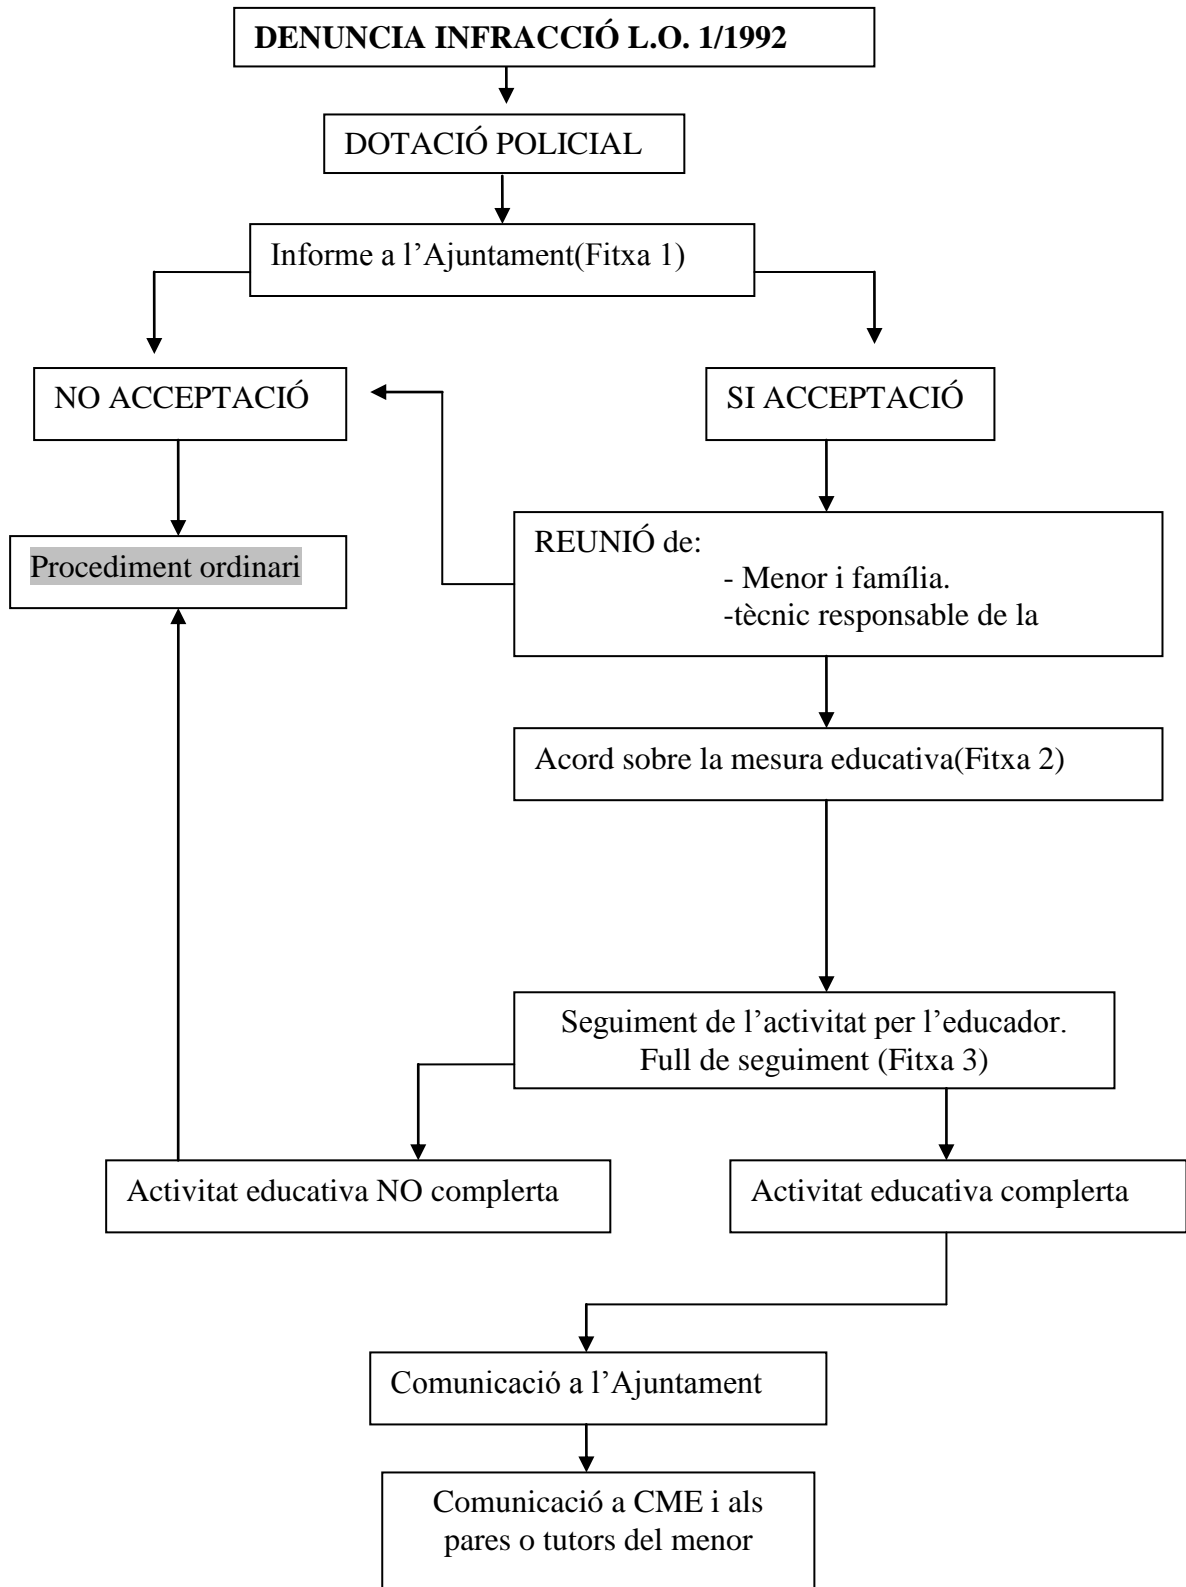 DENUNCIA INFRACCIÓ L.O. 1/1992
DOTACIÓ POLICIAL
Informe a l’Ajuntament(Fitxa 1)
NO ACCEPTACIÓ
SI ACCEPTACIÓ
Procediment ordinari
REUNIÓ de:
- Menor i família.
-tècnic responsable de la
Acord sobre la mesura educativa(Fitxa 2)
Seguiment de l’activitat per l’educador.
Full de seguiment (Fitxa 3)
Activitat educativa NO complerta
Activitat educativa complerta
Comunicació a l’Ajuntament
Comunicació a CME i als
pares o tutors del menor